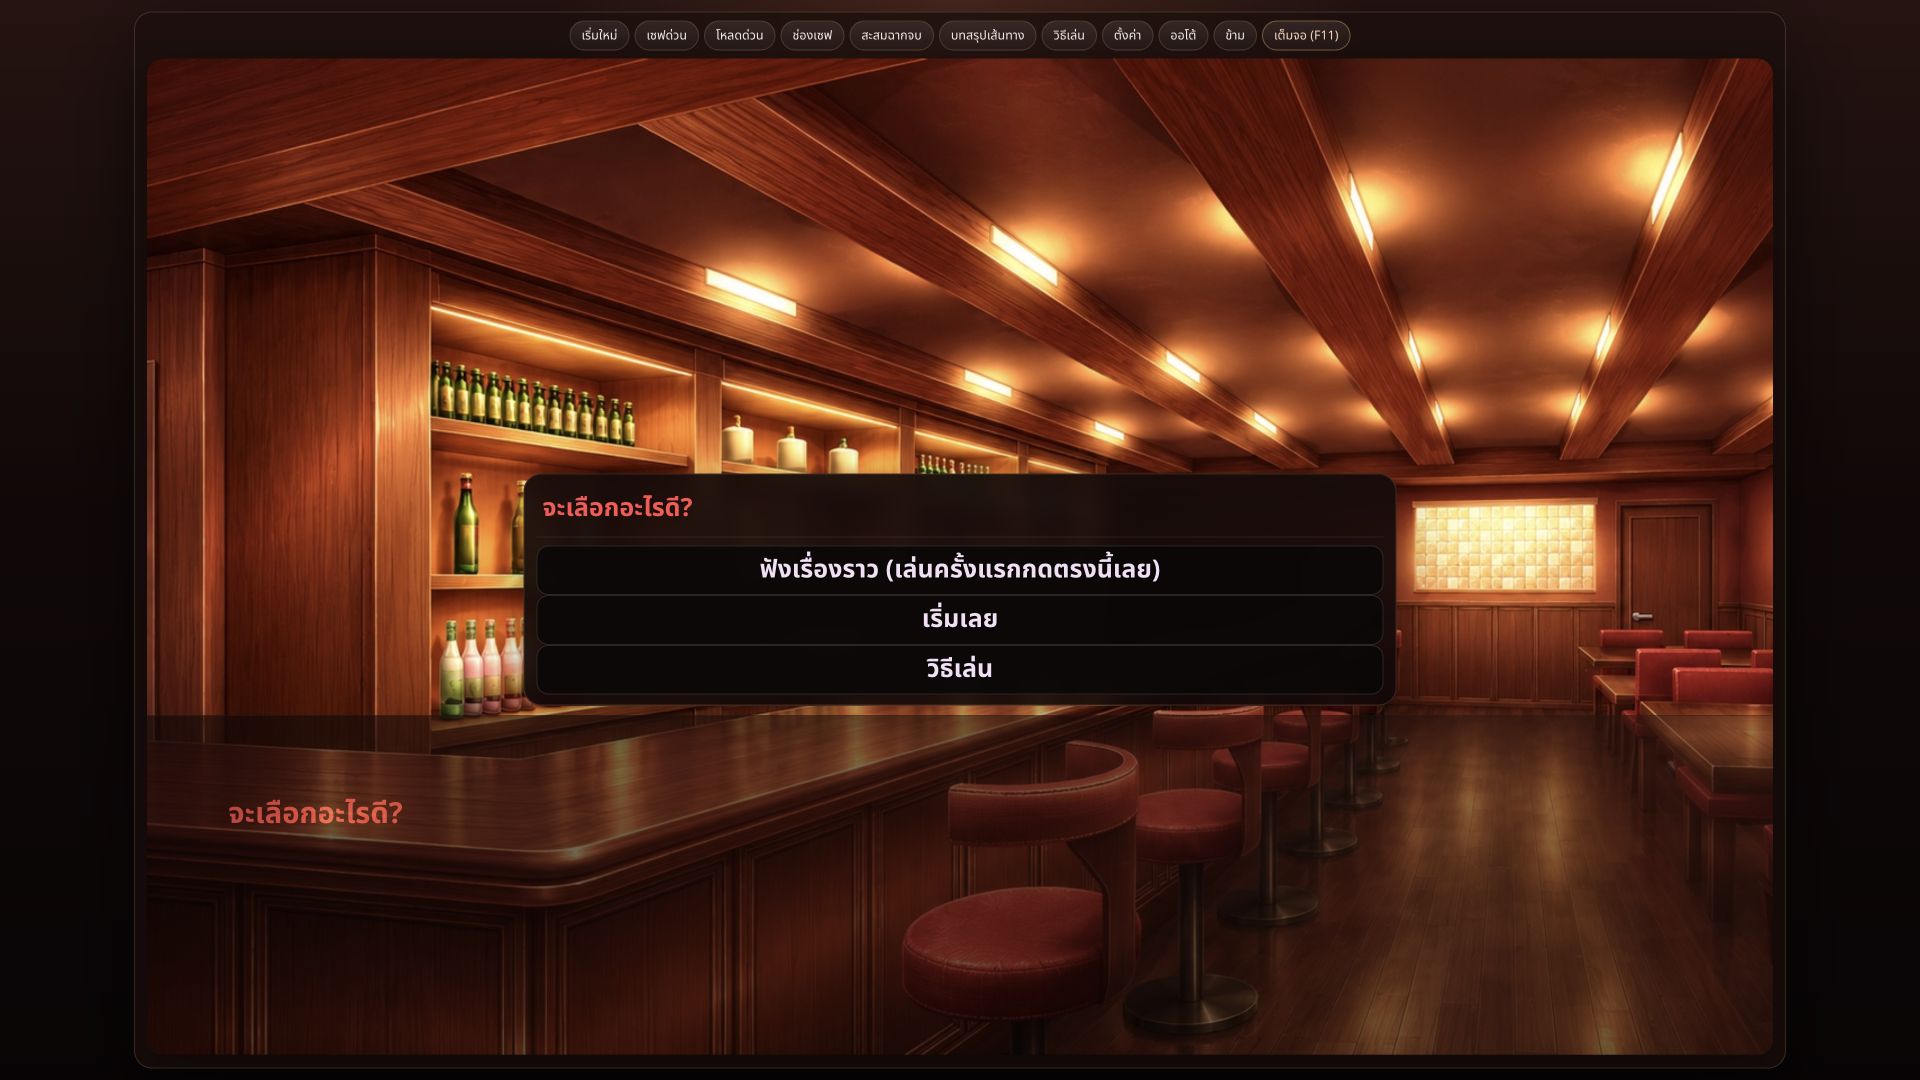 เริ่มใหม่ เซฟด่วน โหลดด่วน ช่องเซฟ สะสมฉากจบ บทสรุปเส้นทาง วิธีเล่น ตั้งค่า ออโต้ ข้าม เต็มจอ (F11)
จะเลือกอะไรดี?
ฟังเรื่องราว (เล่นครั้งแรกกดตรงนี้เลย)
เริ่มเลย
วิธีเล่น
จะเลือกอะไรดี?